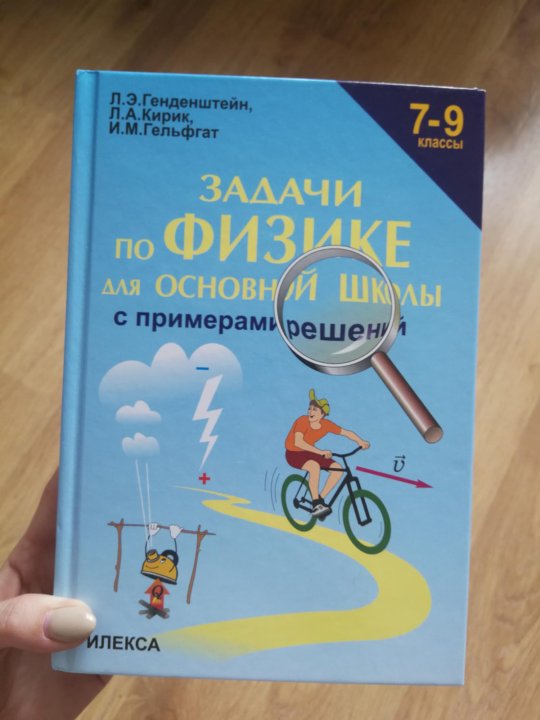 Л.Э.Генденштейн,
Л.А.Кирик,
И.М.Гельфгат
7-9
классы
ЗАДАЧИ
ПО ФИЗИКЕ
ДЛЯ ОСНОВНОЙ ШКОЛЫ
с примерами решений
−
+
v
Q
ИЛЕКСА